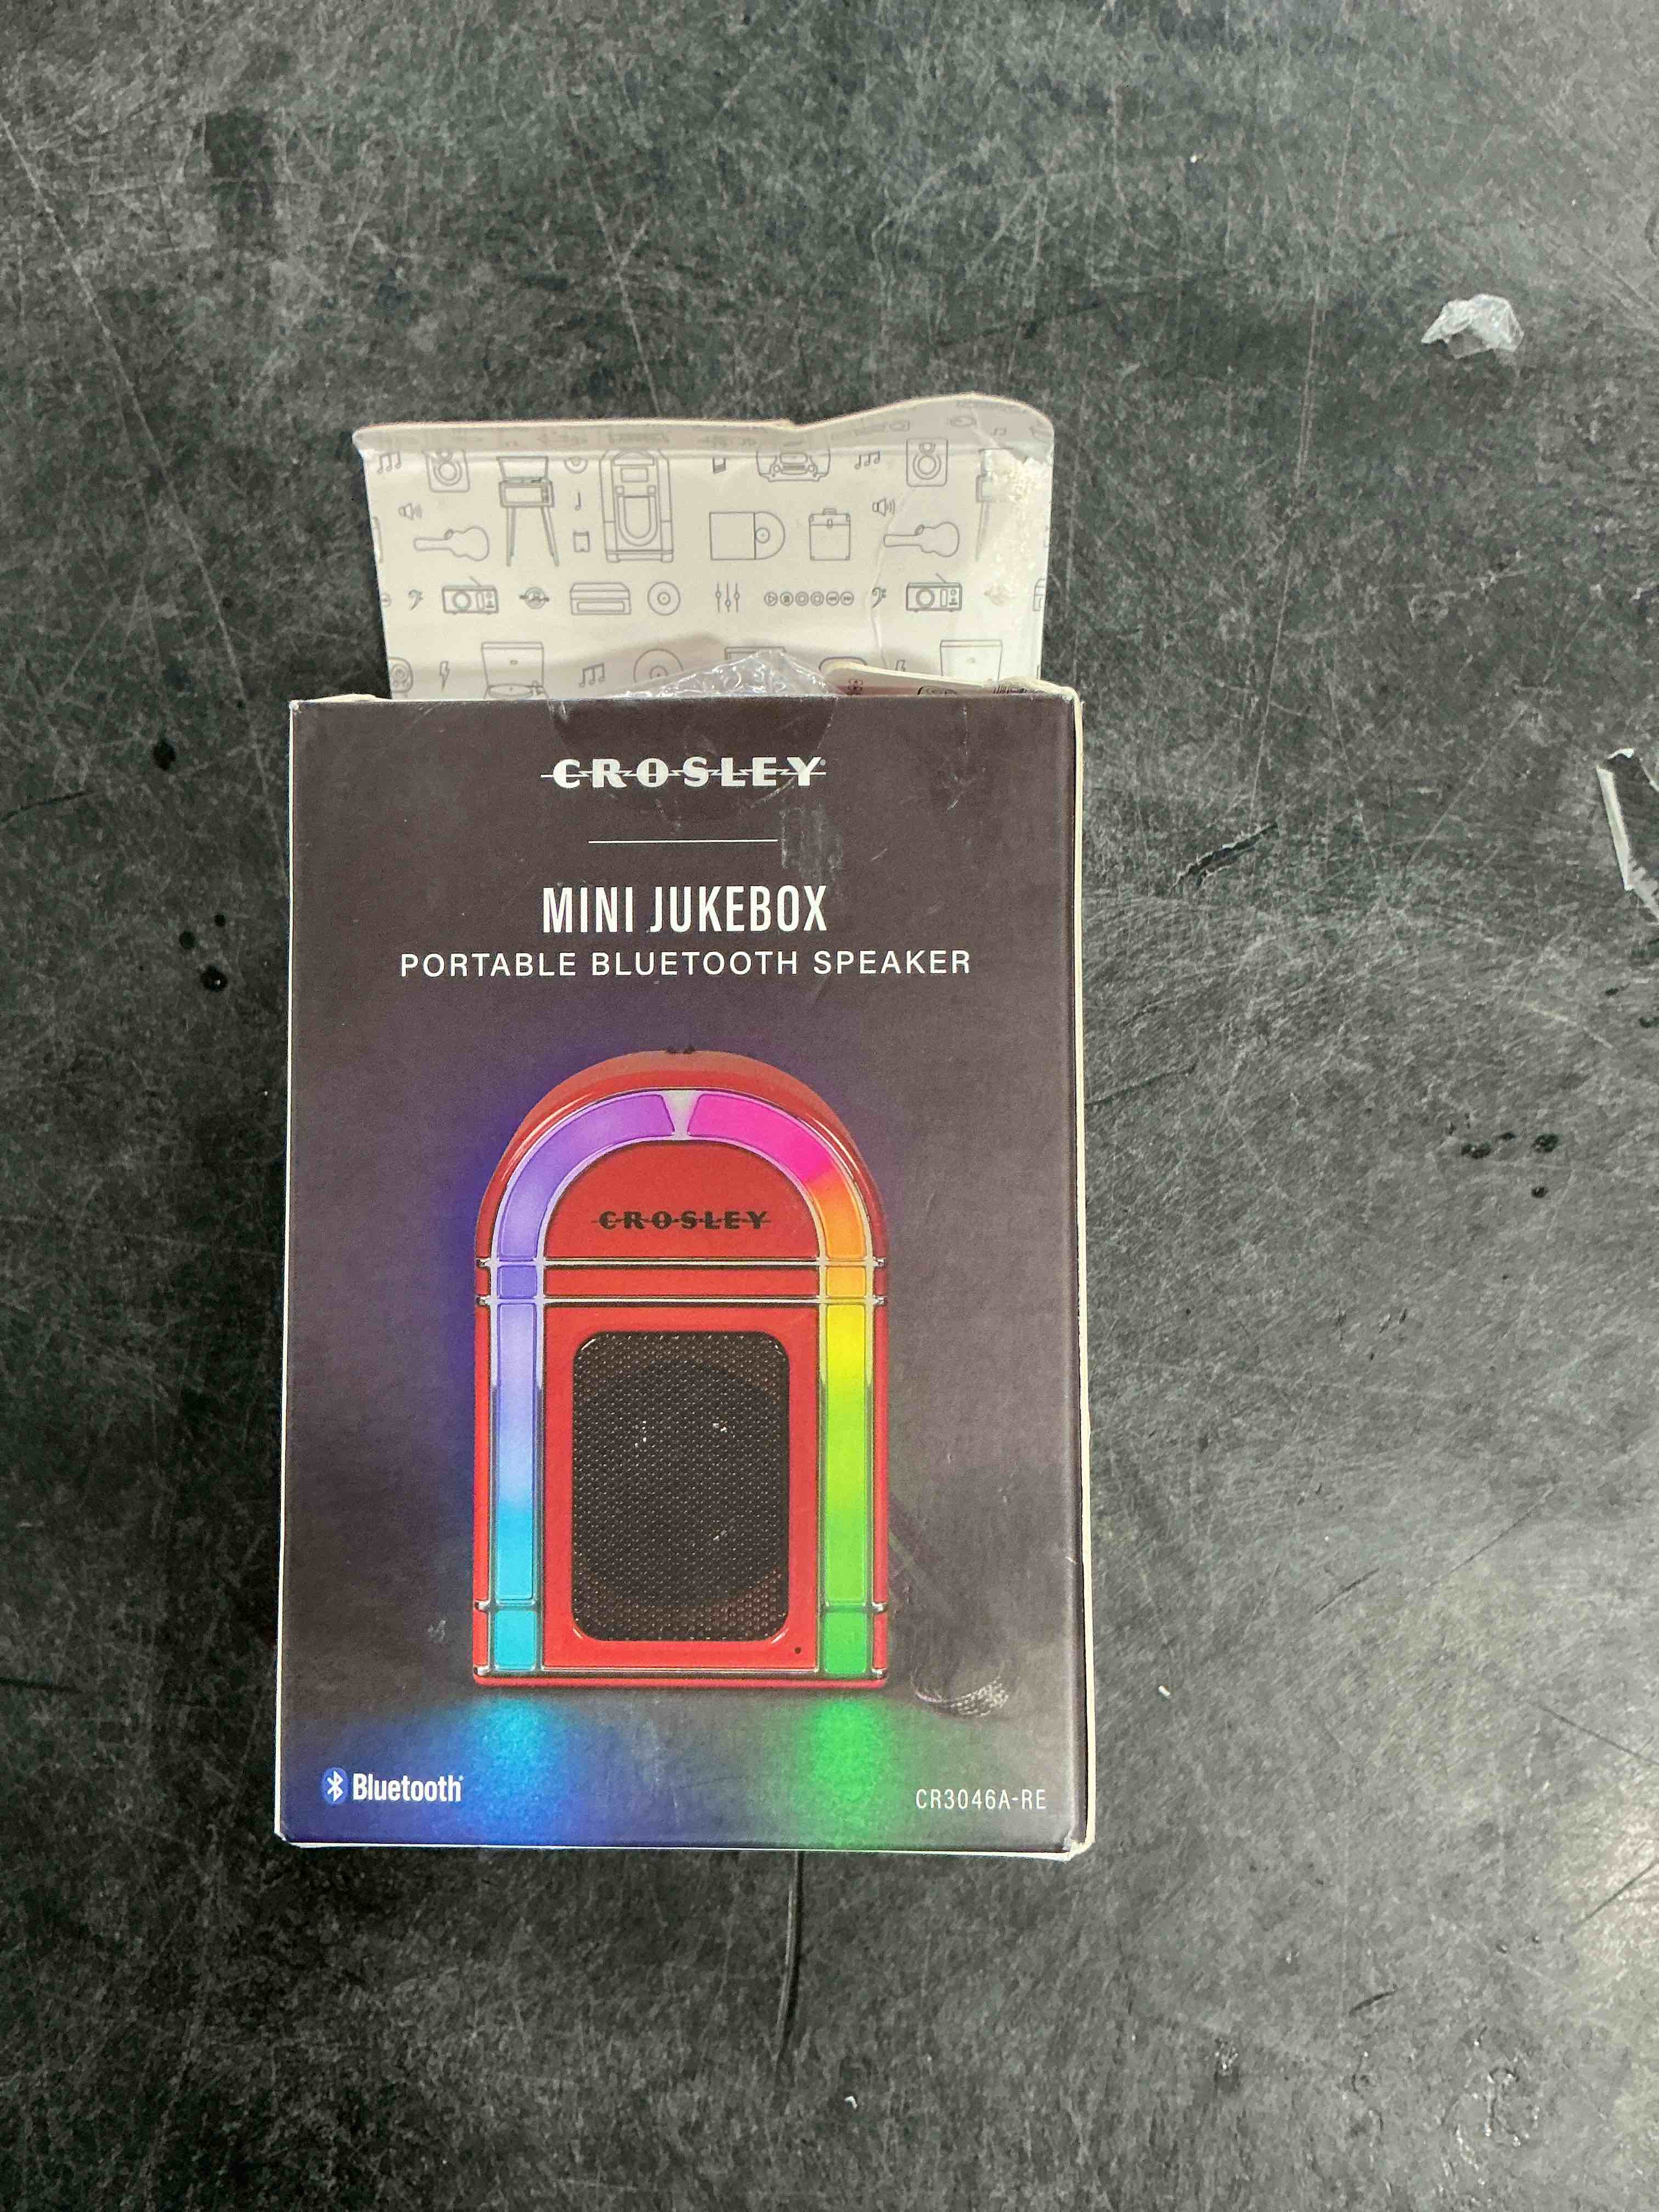 CROSLEY
MINI JUKEBOX
PORTABLE BLUETOOTH SPEAKER
CROSLEY
Bluetooth
CR3046A-RE